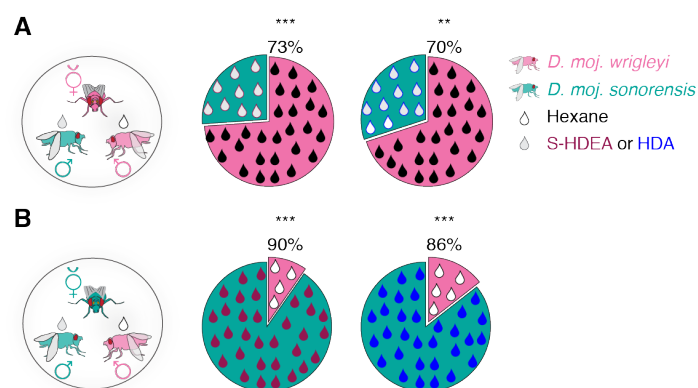 A
***
**
73%
70%
D. moj. wrigleyi
D. moj. sonorensis
Hexane
S-HDEA or HDA
B
***
***
90%
86%